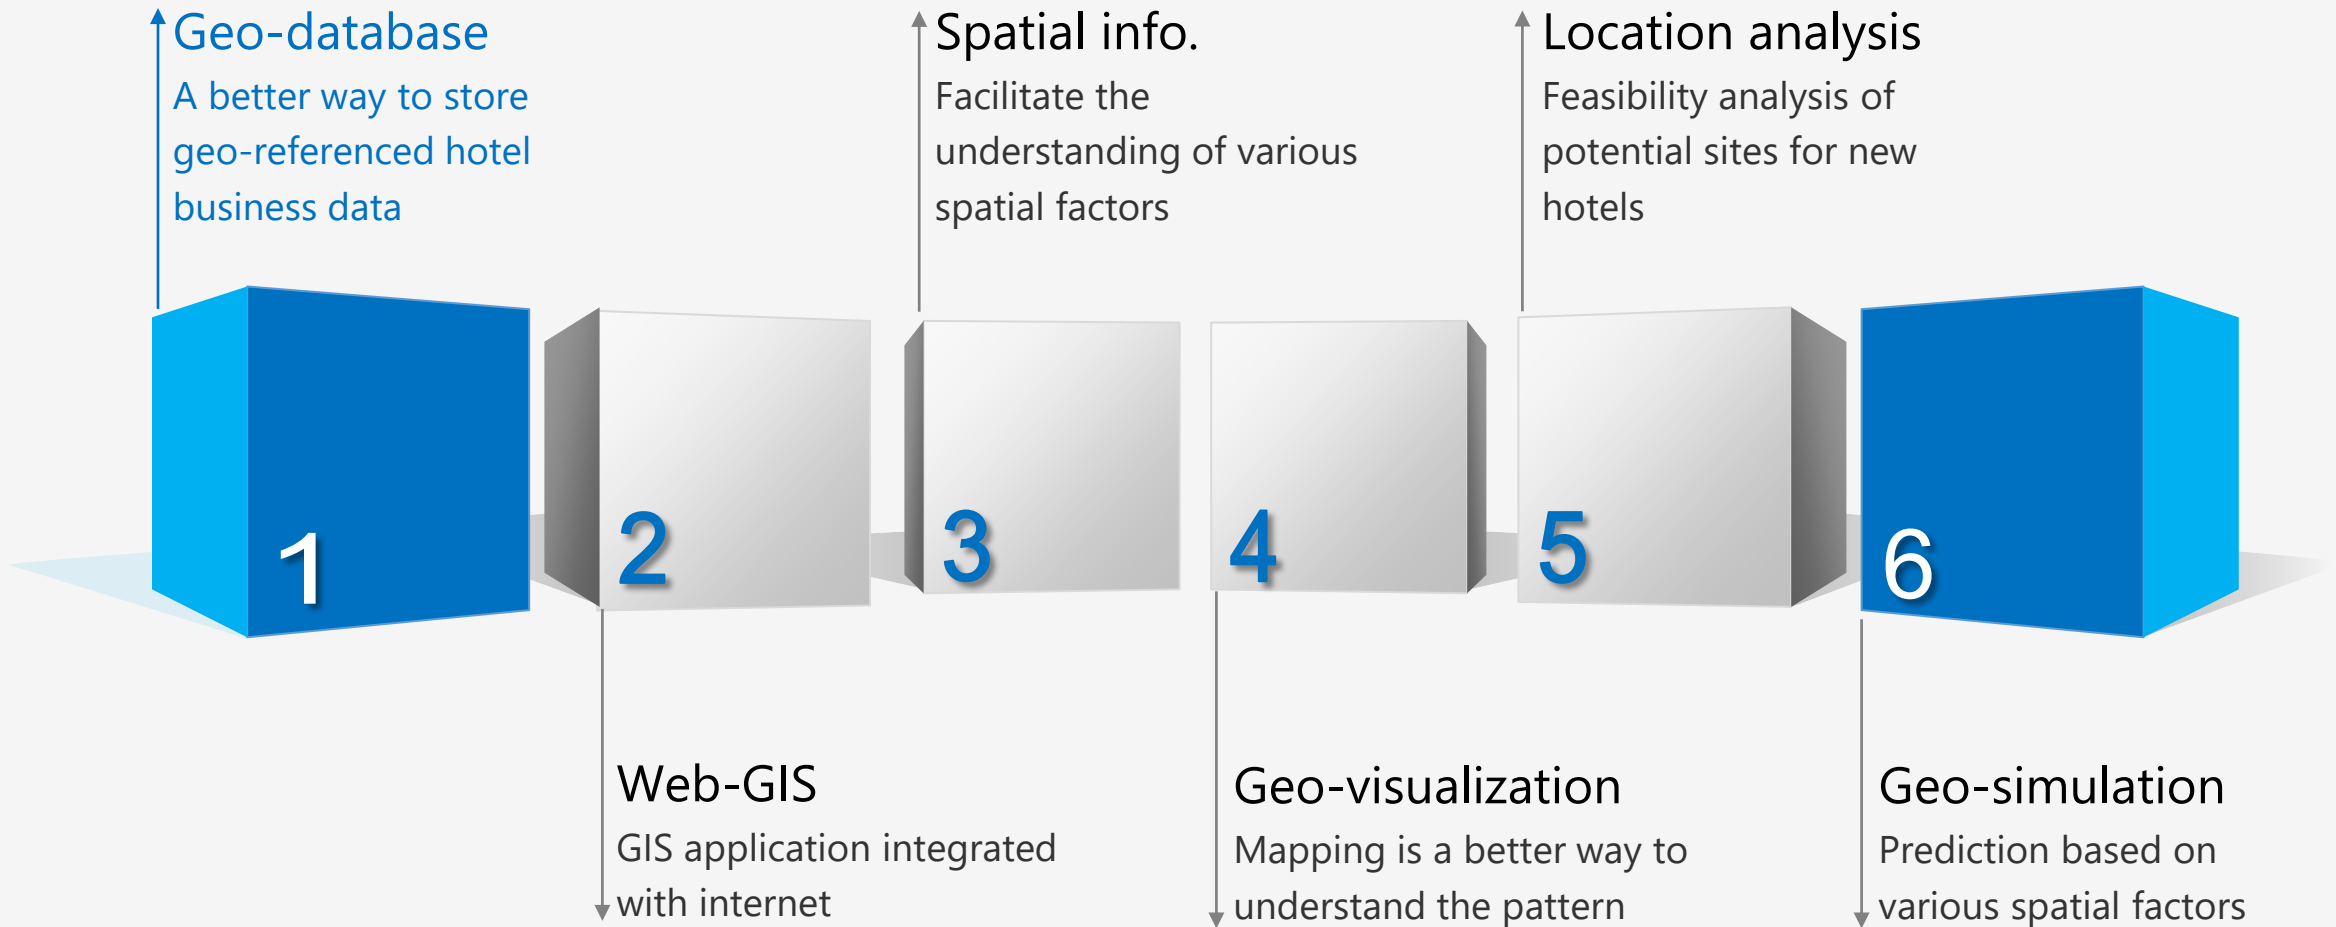 Geo-database
A better way to store
geo-referenced hotel
business data
Spatial info.
Facilitate the
understanding of various
spatial factors
Location analysis
Feasibility analysis of
potential sites for new
hotels
1
2
3
4
5
6
Web-GIS
GIS application integrated
with internet
Geo-visualization
Mapping is a better way to
understand the pattern
Geo-simulation
Prediction based on
various spatial factors